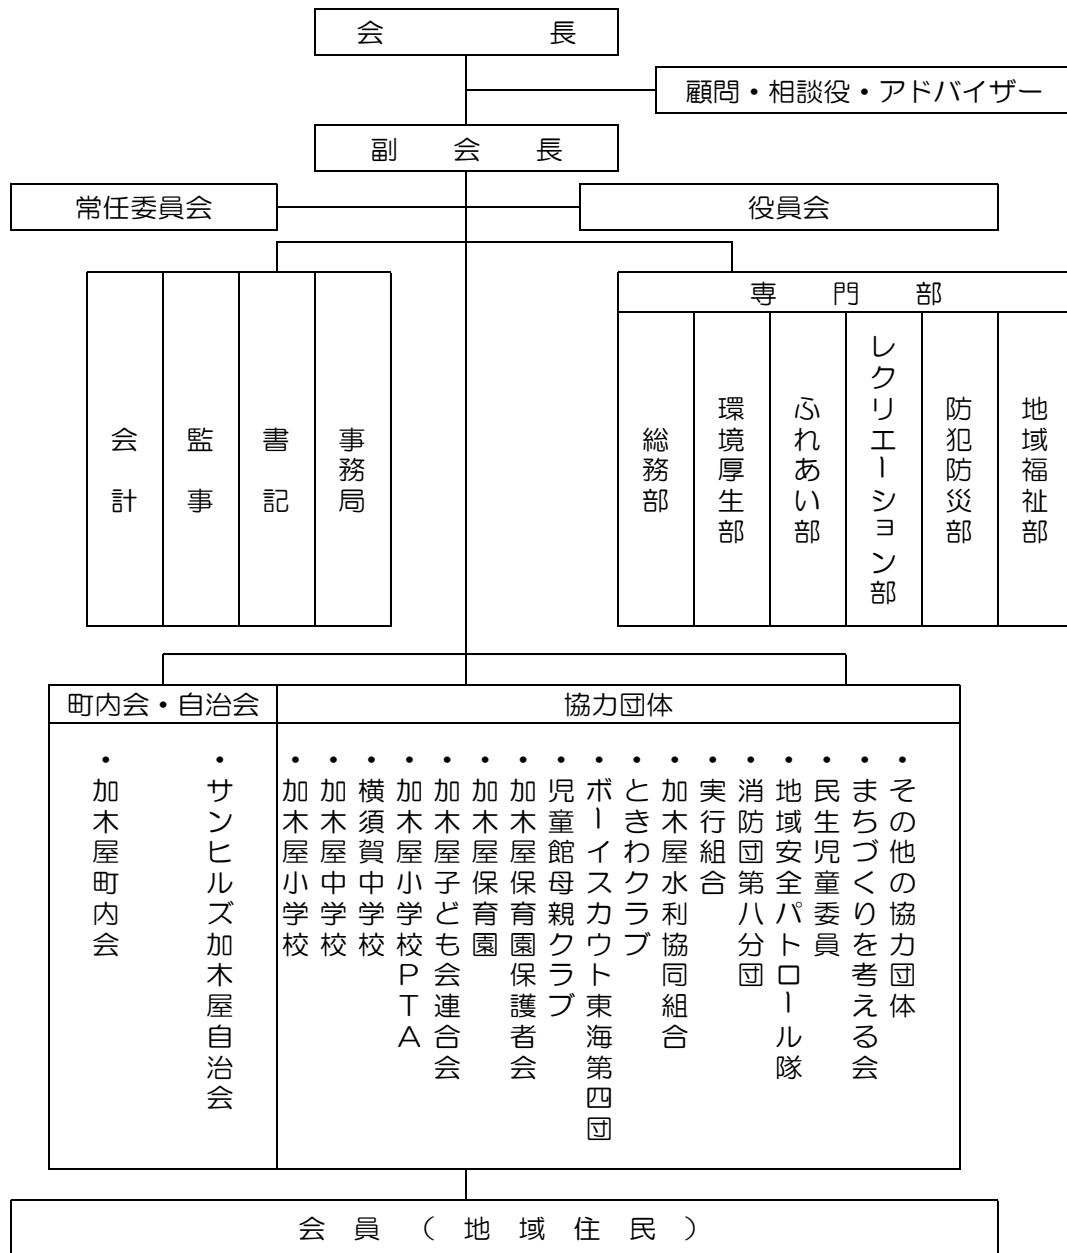 会長
顧問・相談役・アドバイザー
副会長
常任委員会
役員会
会計
監事
書記
事務局
専門部
総務部
環境厚生部
ふれあい部
レクリエーション部
防犯防災部
地域福祉部
町内会・自治会
・加木屋町内会
・サンヒルズ加木屋自治会
協力団体
・加木屋小学校
・加木屋中学校
・横須賀中学校
・加木屋小学校PTA
・加木屋子ども会連合会
・加木屋保育園
・加木屋保育園保護者会
・児童館母親クラブ
・ボーイスカウト東海第四団
・ときわクラブ
・加木屋水利協同組合
・実行組合
・消防団第八分団
・地域安全パトロール隊
・民生児童委員
・まちづくりを考える会
・その他の協力団体
会員(地域住民)